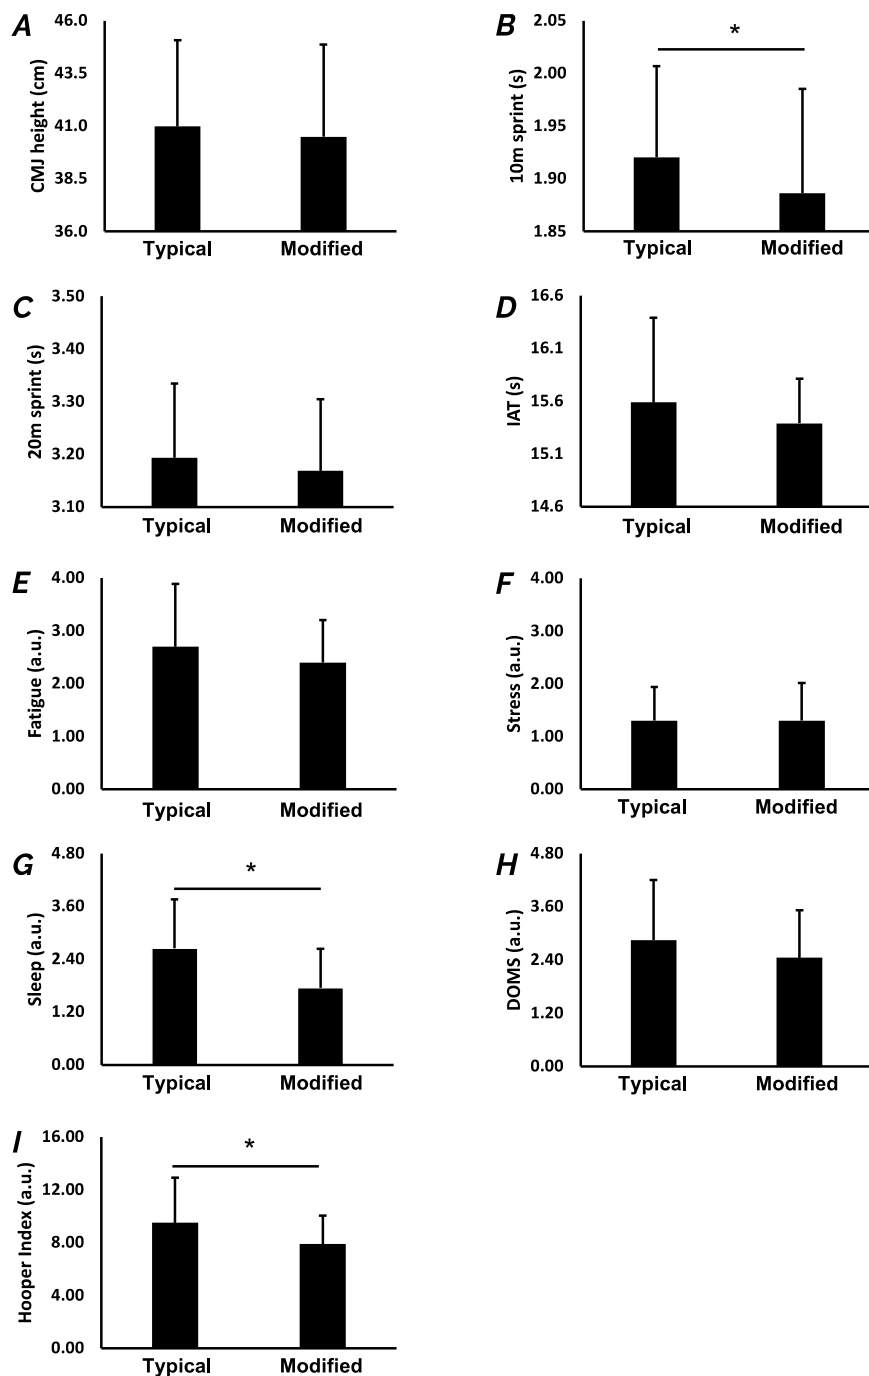 A
CMJ height (cm)
46.0
43.5
41.0
38.5
36.0
Typical Modified
B
10m sprint (s)
2.05
2.00
1.95
1.90
1.85
*
Typical Modified
C
20m sprint (s)
3.50
3.40
3.30
3.20
3.10
Typical Modified
D
IAT (s)
16.6
16.1
15.6
15.1
14.6
Typical Modified
E
Fatigue (a.u.)
4.00
3.00
2.00
1.00
0.00
Typical Modified
F
Stress (a.u.)
4.00
3.00
2.00
1.00
0.00
Typical Modified
G
Sleep (a.u.)
4.80
3.60
2.40
1.20
0.00
*
Typical Modified
H
DOMS (a.u.)
4.80
3.60
2.40
1.20
0.00
Typical Modified
I
Hooper Index (a.u.)
16.00
12.00
8.00
4.00
0.00
*
Typical Modified